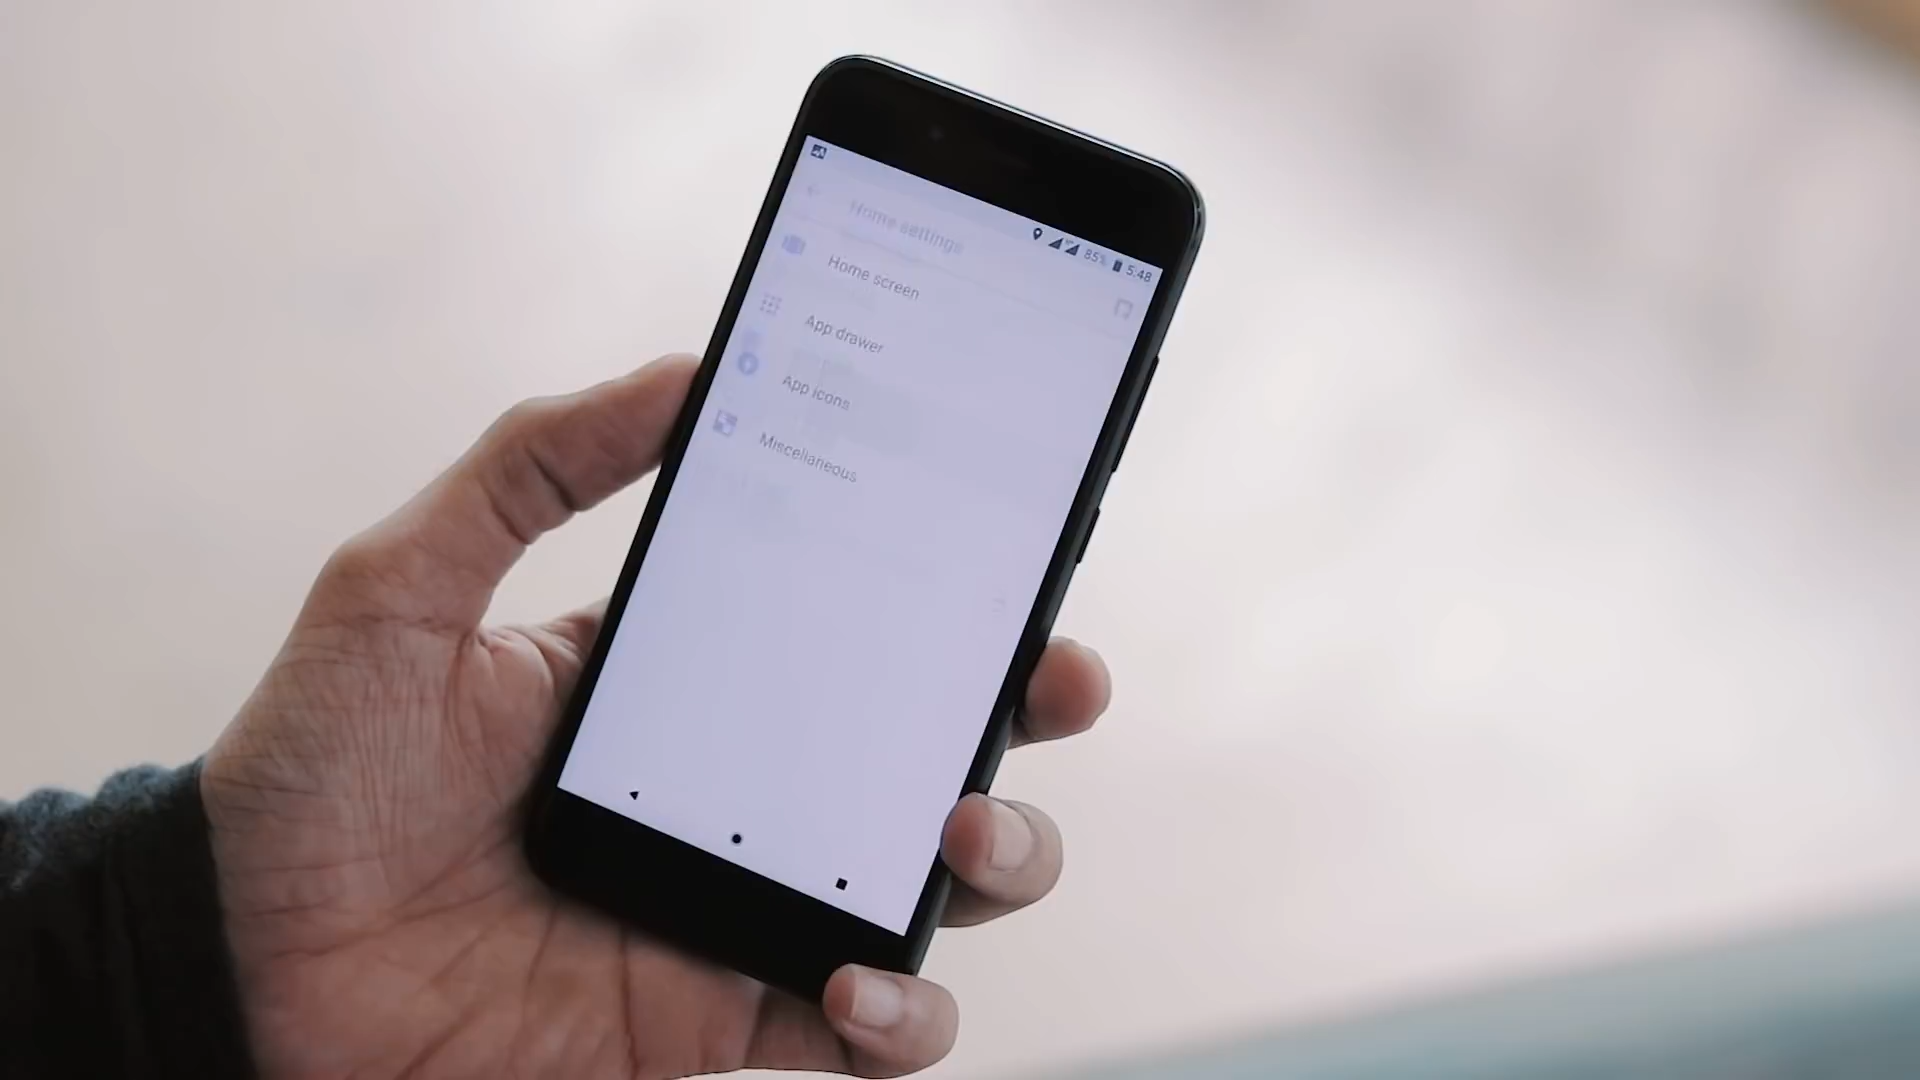 85% 5:48
Home settings
Home screen
App drawer
App icons
Miscellaneous